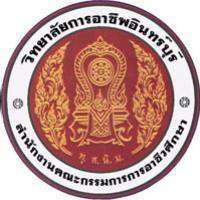 วิทยาลัยการอาชีพอินทร์บุรี
สำนักงานคณะกรรมการการอาชีวศึกษา